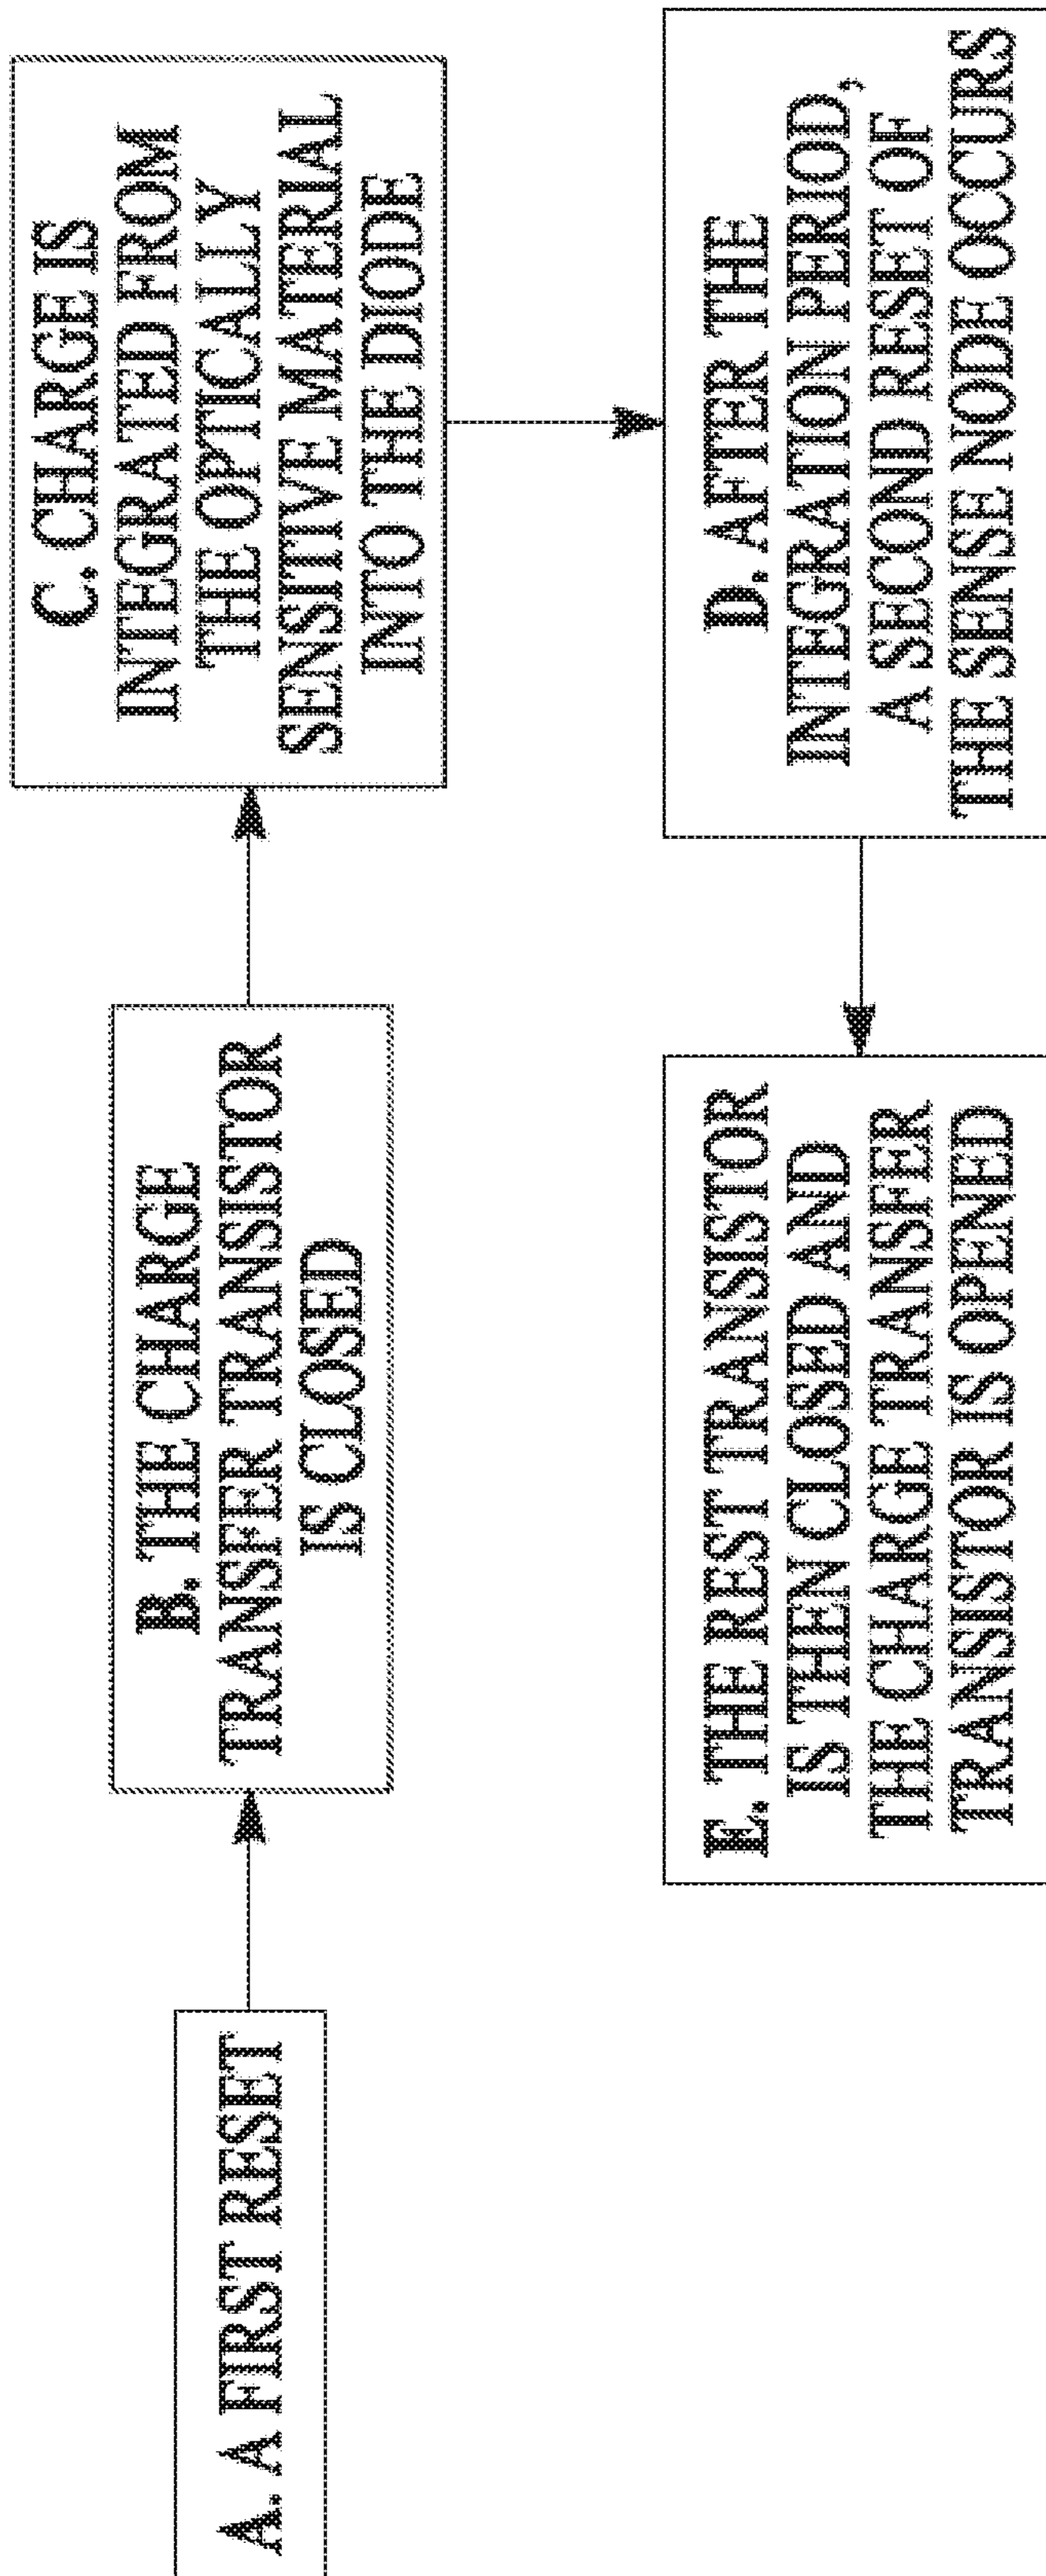 A. A FIRST RESET
B. THE CHARGE
TRANSFER TRANSISTOR
IS CLOSED
C. CHARGE IS
INTEGRATED FROM
THE OPTICALLY
SENSITIVE MATERIAL
INTO THE DIODE
D. AFTER THE
INTEGRATION PERIOD,
A SECOND RESET OF
THE SENSE NODE OCCURS
E. THE REST TRANSISTOR
IS THEN CLOSED AND
THE CHARGE TRANSFER
TRANSISTOR IS OPENED